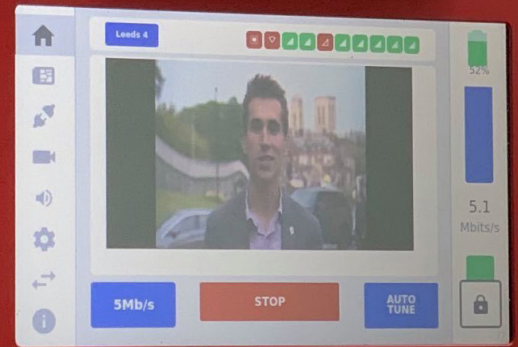 Leeds 4
52%
5.1
Mbits/s
5Mb/s
STOP
AUTO
TUNE